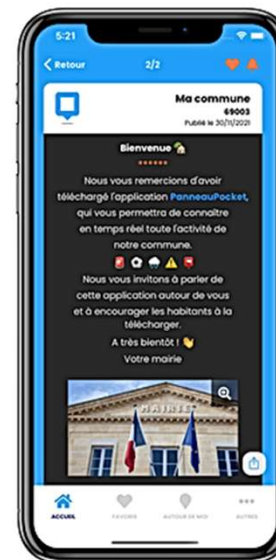 5:21
Retour 2/2
Ma commune
69003
Publié le 30/11/2021
Bienvenue
Nous vous remercions d'avoir
téléchargé l'application PanneauPocket,
qui vous permettra de connaître
en temps réel toute l'activité de
notre commune.
Nous vous invitons à parler de
cette application autour de vous
et à encourager les habitants à la
télécharger.
A très bientôt !
Votre mairie
MAIRIE
ACCUEIL FAVORIS AUTOUR DE MOI AUTRES